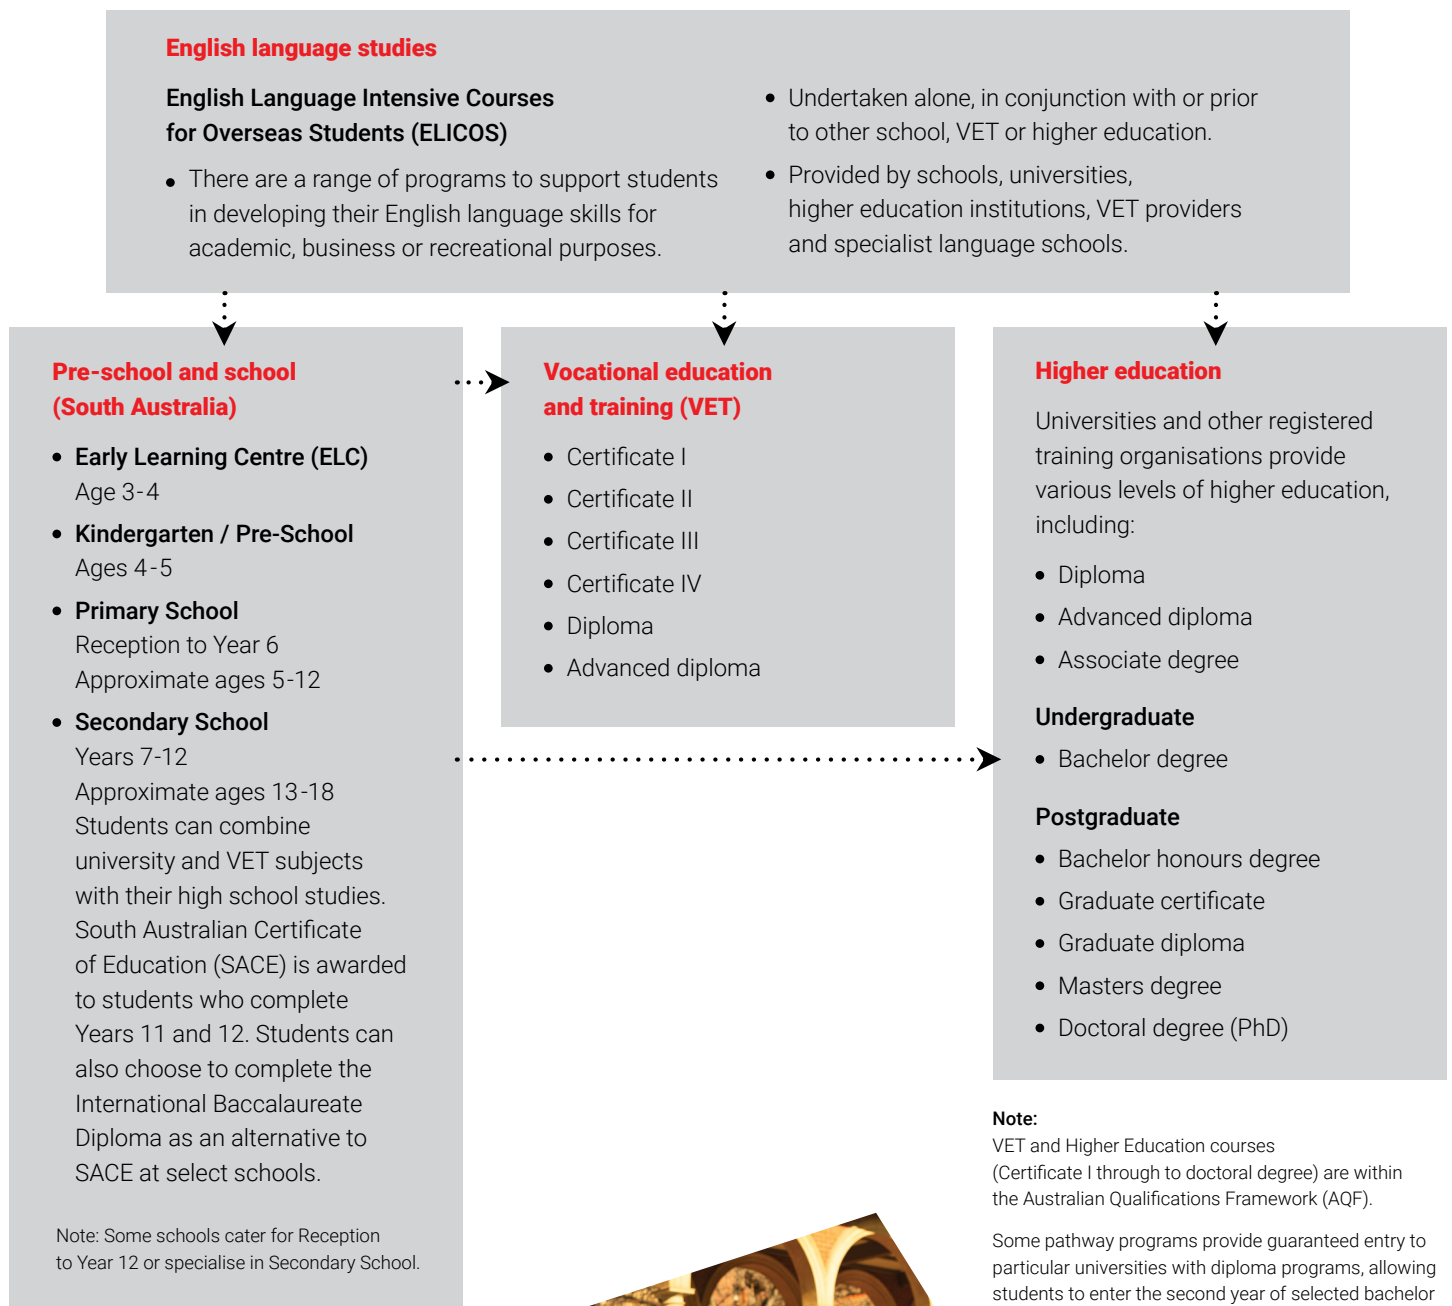 English language studies
English Language Intensive Courses
for Overseas Students (ELICOS)
• There are a range of programs to support students
in developing their English language skills for
academic, business or recreational purposes.
• Undertaken alone, in conjunction with or prior
to other school, VET or higher education.
• Provided by schools, universities,
higher education institutions, VET providers
and specialist language schools.
Pre-school and school
(South Australia)
• Early Learning Centre (ELC)
Age 3-4
• Kindergarten / Pre-School
Ages 4-5
• Primary School
Reception to Year 6
Approximate ages 5-12
• Secondary School
Years 7-12
Approximate ages 13-18
Students can combine
university and VET subjects
with their high school studies.
South Australian Certificate
of Education (SACE) is awarded
to students who complete
Years 11 and 12. Students can
also choose to complete the
International Baccalaureate
Diploma as an alternative to
SACE at select schools.
Note: Some schools cater for Reception
to Year 12 or specialise in Secondary School.
Vocational education
and training (VET)
• Certificate I
• Certificate II
• Certificate III
• Certificate IV
• Diploma
• Advanced diploma
Higher education
Universities and other registered
training organisations provide
various levels of higher education,
including:
• Diploma
• Advanced diploma
• Associate degree
Undergraduate
• Bachelor degree
Postgraduate
• Bachelor honours degree
• Graduate certificate
• Graduate diploma
• Masters degree
• Doctoral degree (PhD)
Note:
VET and Higher Education courses
(Certificate I through to doctoral degree) are within
the Australian Qualifications Framework (AQF).
Some pathway programs provide guaranteed entry to
particular universities with diploma programs, allowing
students to enter the second year of selected bachelor